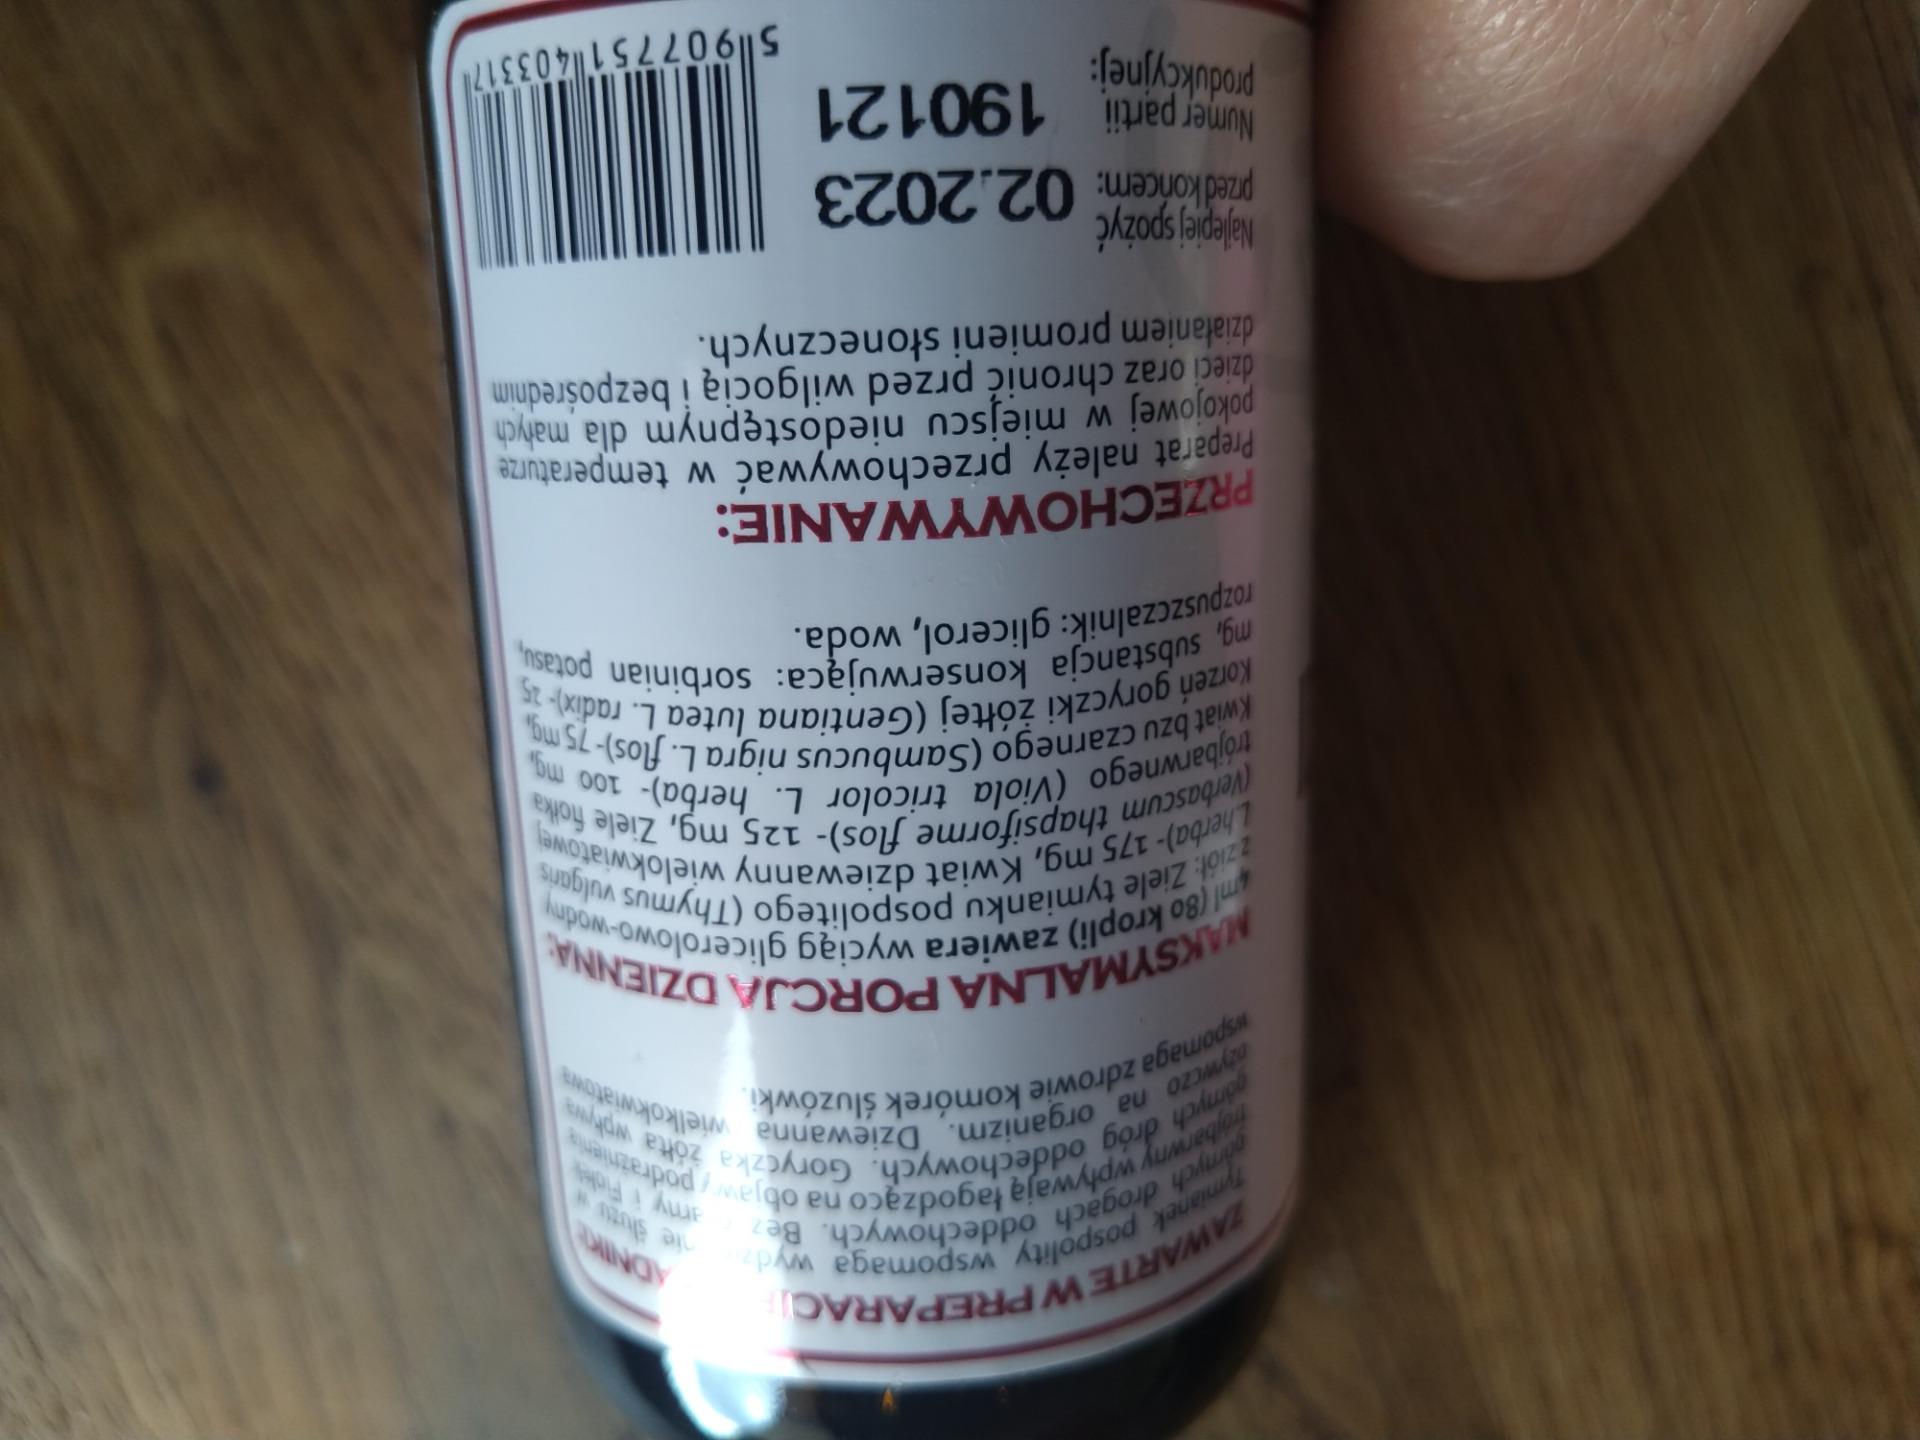 ZAWARTE W PREPARACI ADNIKI
Tymianek pospolity wspomaga śluzu w
górnych drogach oddechowych. Bez i Fiołek
trójbarwny wpływają łagodząco na objawy podrażnienia
górnych dróg oddechowych. Goryczka żółta wpływa
ożywczo na organizm. Dziewanna wielkokwiatowa
wspomaga zdrowie komórek śluzówki.
MAKSYMALNA PORCJA DZIENNA:
4ml (80 kropli) zawiera wyciąg glicerolowo-wodny
z ziół: Ziele tymianku pospolitego (Thymus vulgaris
L.herba)- 175 mg, Kwiat dziewanny wielokwiatowej
(Verbascum thapsiforme flos)- 125 mg, Ziele fiołka
trójbarwnego (Viola tricolor L. herba)- 100 mg,
Kwiat bzu czarnego (Sambucus nigra L. flos)- 75 mg,
Korzeń goryczki żółtej (Gentiana lutea L. radix)- 25
mg, substancja konserwująca: sorbinian potasu,
rozpuszczalnik: glicerol, woda.
PRZECHOWYWANIE:
Preparat należy przechowywać w temperaturze
pokojowej w miejscu niedostępnym dla małych
dzieci oraz chronić przed wilgocią i bezpośrednim
działaniem promieni słonecznych.
Najlepiej spożyć
przed koncem: 02.2023
Numer partii
produkcyjnej: 190121
5 907751 403317